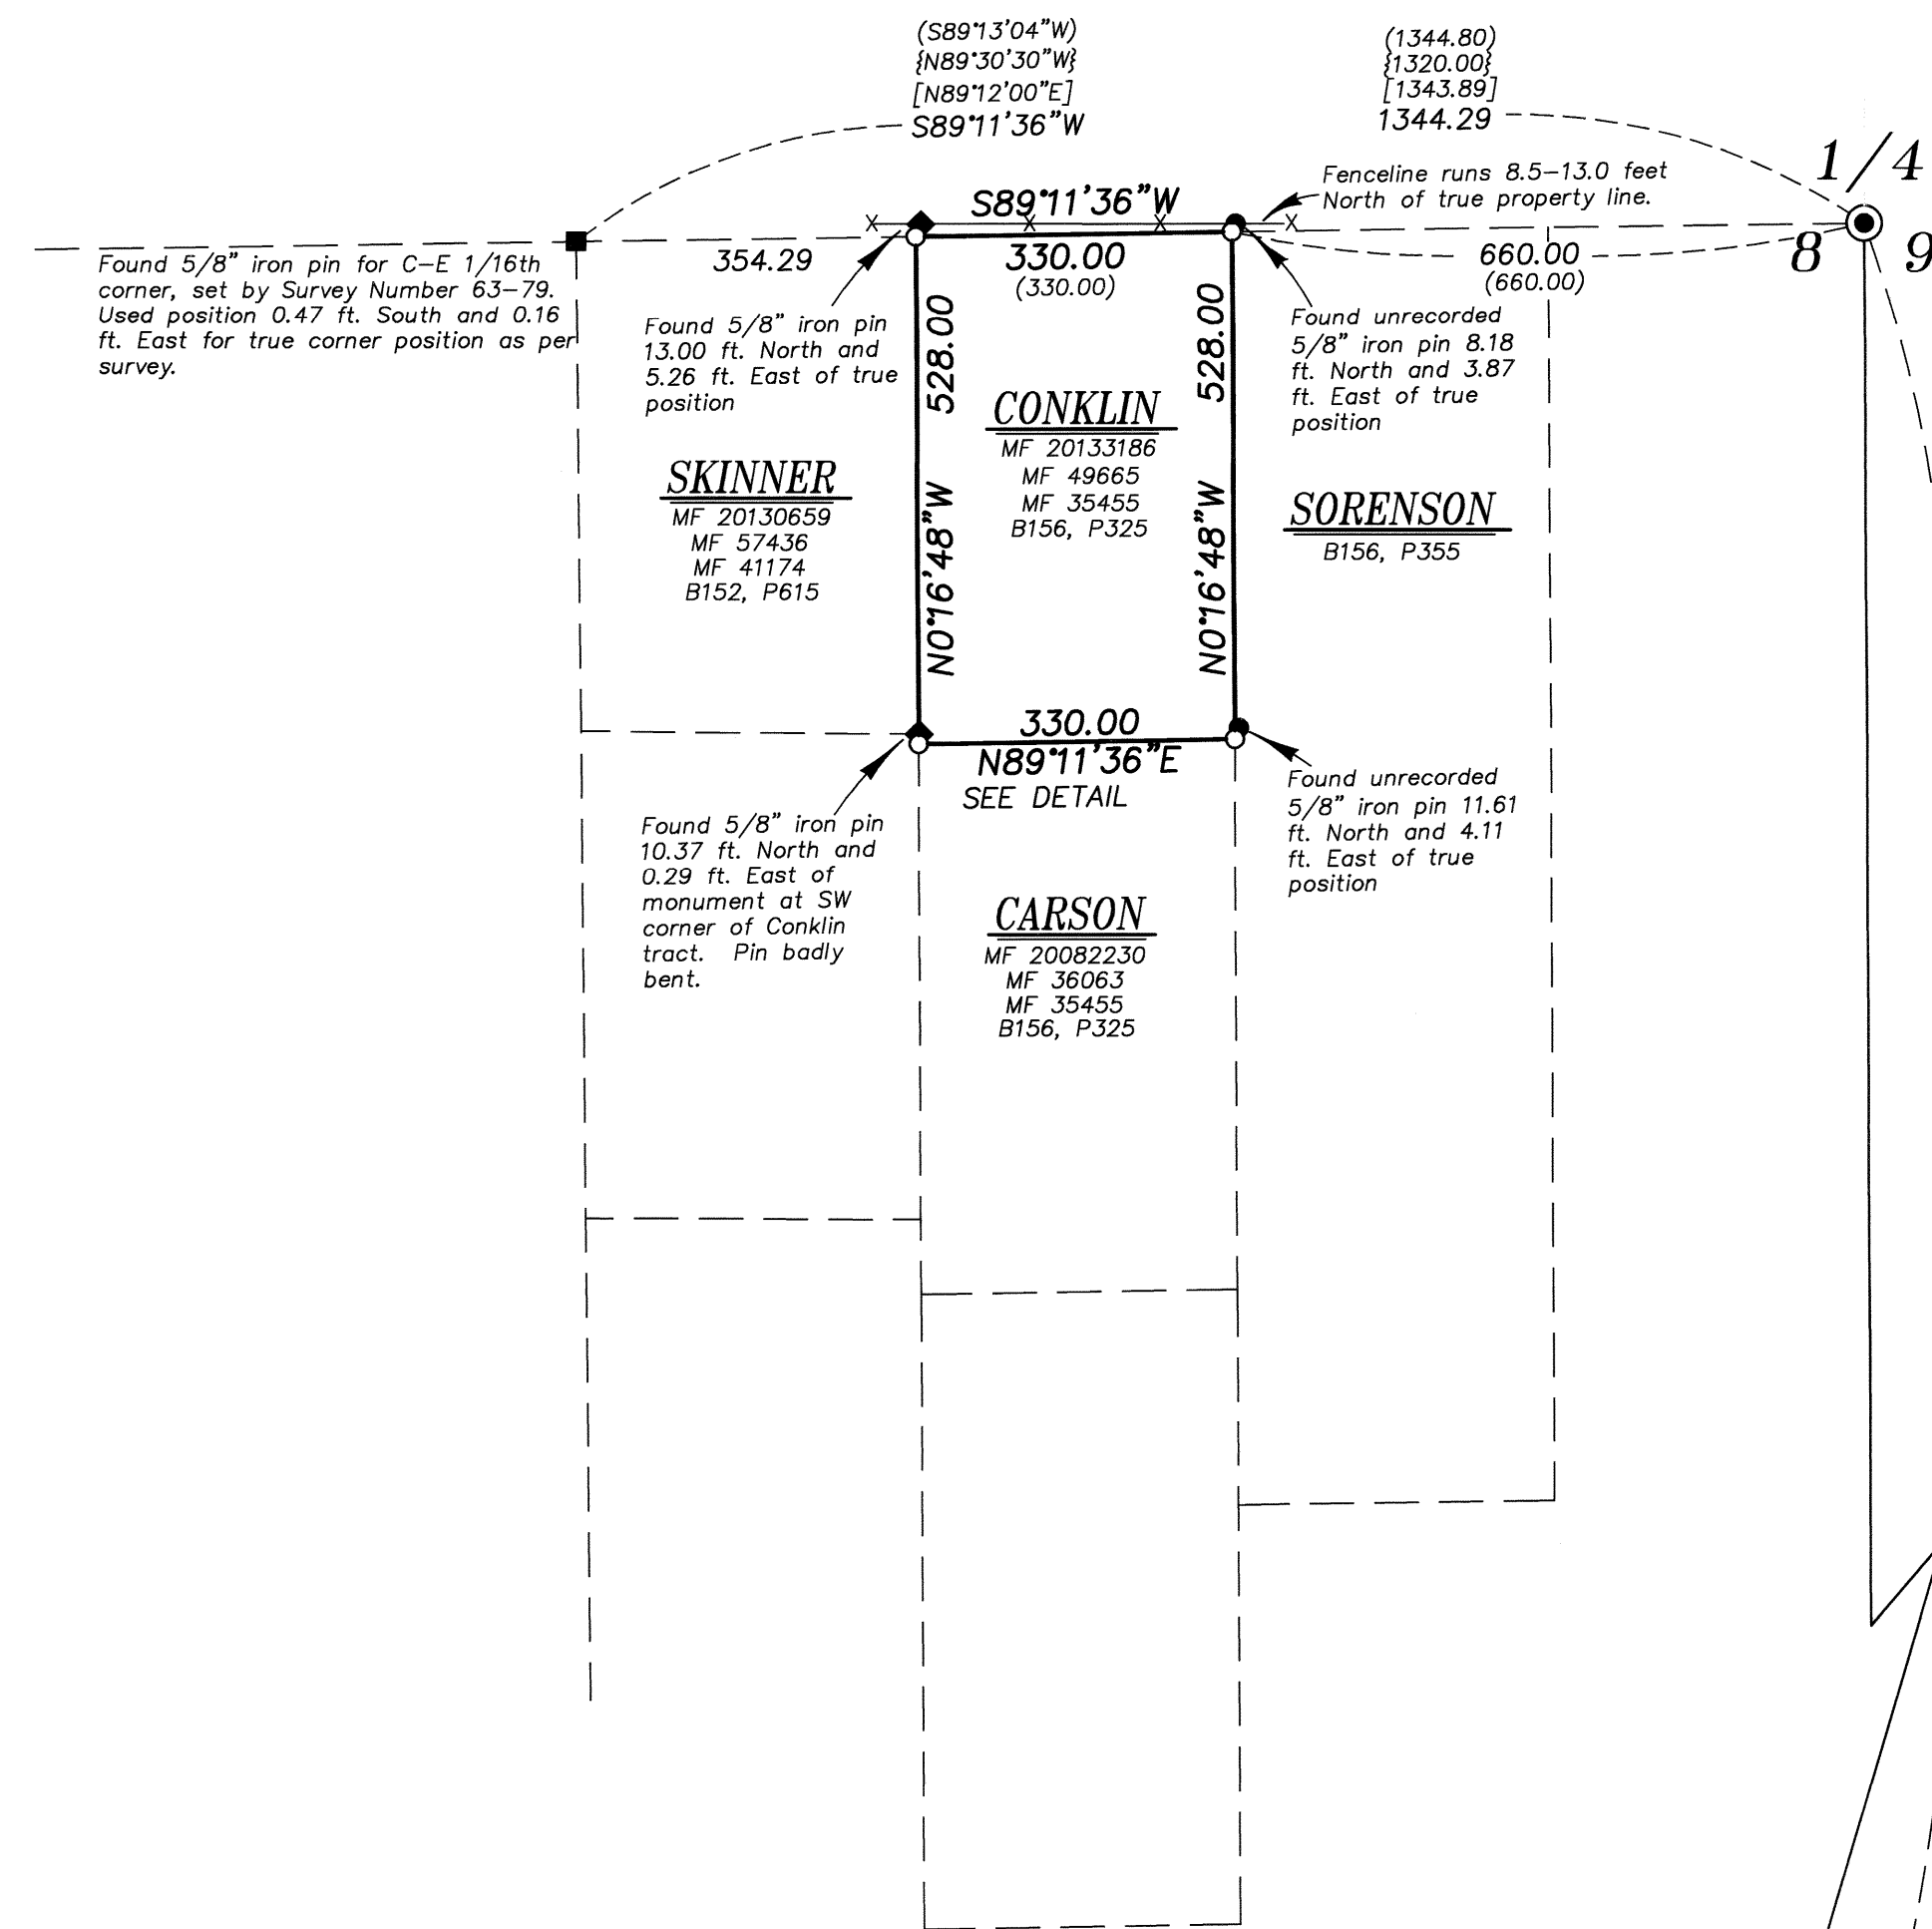 (S89°13'04"W)
{N89°30'30"W}
[N89°12'00"E]
S89°11'36"W
(1344.80)
{1320.00}
[1343.89]
1344.29
1/4
8 9
Fenceline runs 8.5-13.0 feet
North of true property line.
S89°11'36"W
354.29
330.00
(330.00)
660.00
(660.00)
Found 5/8" iron pin for C-E 1/16th
corner, set by Survey Number 63-79.
Used position 0.47 ft. South and 0.16
ft. East for true corner position as per
survey.
Found 5/8" iron pin
13.00 ft. North and
5.26 ft. East of true
position
Found unrecorded
5/8" iron pin 8.18
ft. North and 3.87
ft. East of true
position
N0°16'48"W 528.00
N0°16'48"W 528.00
CONKLIN
MF 20133186
MF 49665
MF 35455
B156, P325
SKINNER
MF 20130659
MF 57436
MF 41174
B152, P615
SORENSON
B156, P355
330.00
N89°11'36"E
SEE DETAIL
Found 5/8" iron pin
10.37 ft. North and
0.29 ft. East of
monument at SW
corner of Conklin
tract. Pin badly
bent.
Found unrecorded
5/8" iron pin 11.61
ft. North and 4.11
ft. East of true
position
CARSON
MF 20082230
MF 36063
MF 35455
B156, P325